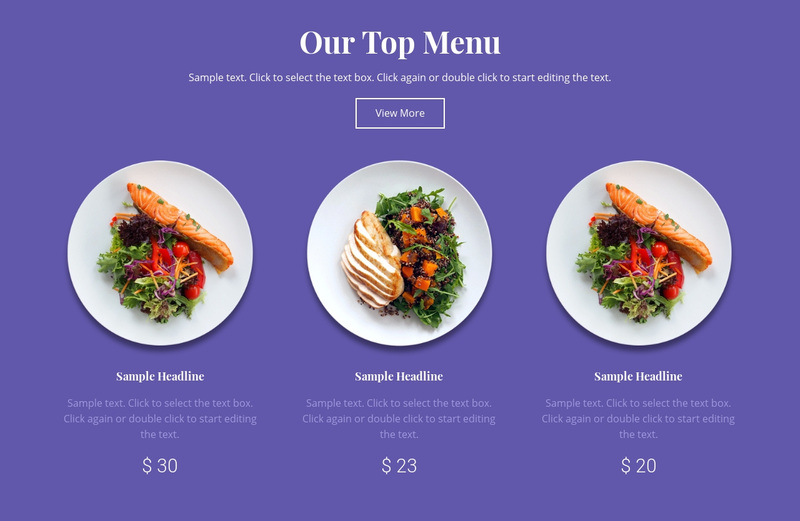 Our Top Menu
Sample text. Click to select the text box. Click again or double click to start editing the text.
View More
Sample Headline
Sample text. Click to select the text box.
Click again or double click to start editing
the text.
$ 30
Sample Headline
Sample text. Click to select the text box.
Click again or double click to start editing
the text.
$ 23
Sample Headline
Sample text. Click to select the text box.
Click again or double click to start editing
the text.
$ 20